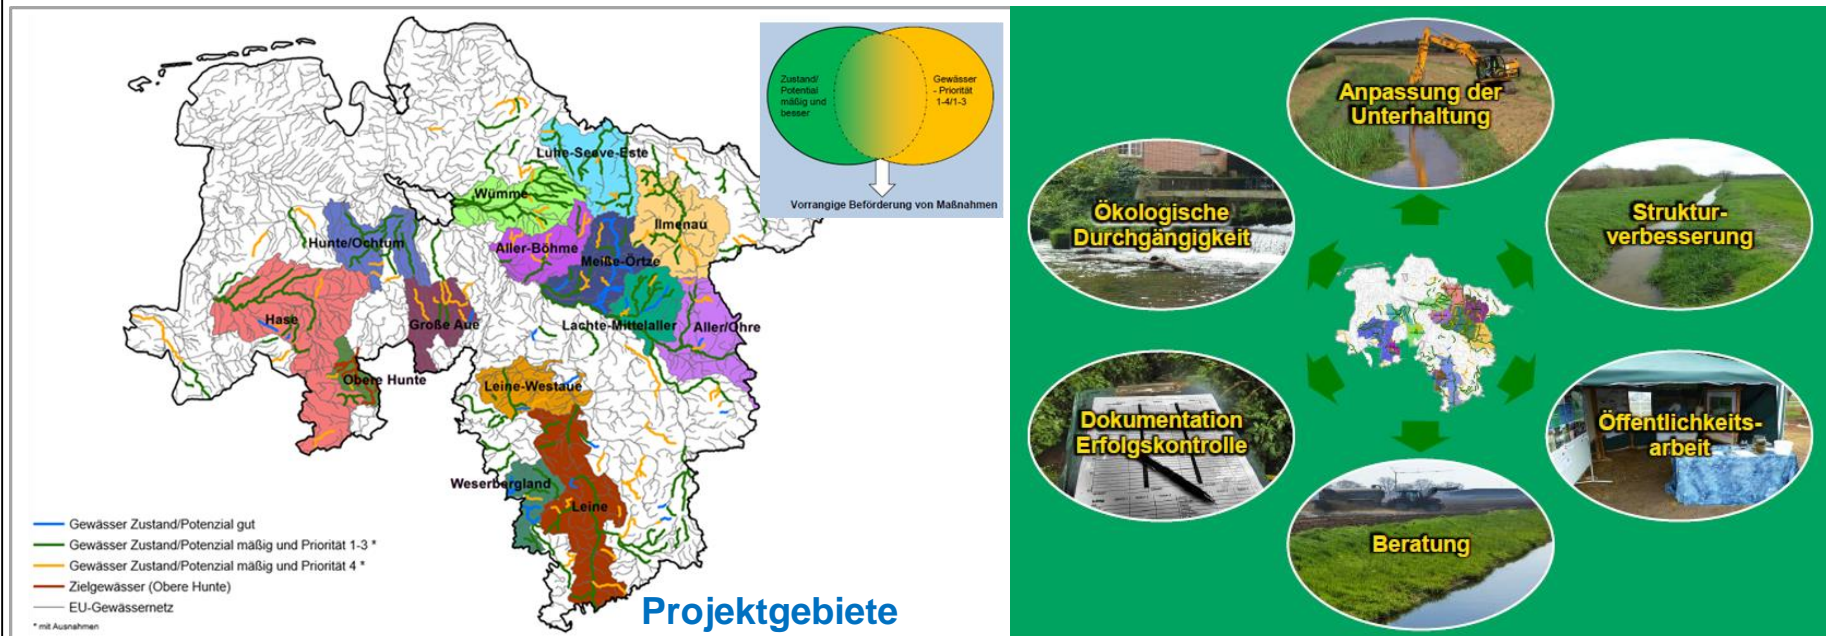 Zustand/
Potential
mäßig und
besser
Gewässer
- Priorität
1-4/1-3
Vorrangige Beförderung von Maßnahmen
Luhe-Seeve-Este
Wümme
Ilmenau
Hunte/Ochtum
Aller-Böhme
Meiße-Örtze
Hase
Große Aue
Lachte-Mittelaller
Aller/Ohre
Obere Hunte
Leine-Westaue
Weserbergland
Leine
Gewässer Zustand/Potenzial gut
Gewässer Zustand/Potenzial mäßig und Priorität 1-3 *
Gewässer Zustand/Potenzial mäßig und Priorität 4 *
Zielgewässer (Obere Hunte)
EU-Gewässernetz
* mit Ausnahmen
Projektgebiete
Anpassung der
Unterhaltung
Ökologische
Durchgängigkeit
Struktur-
verbesserung
Dokumentation
Erfolgskontrolle
Öffentlichkeits-
arbeit
Beratung